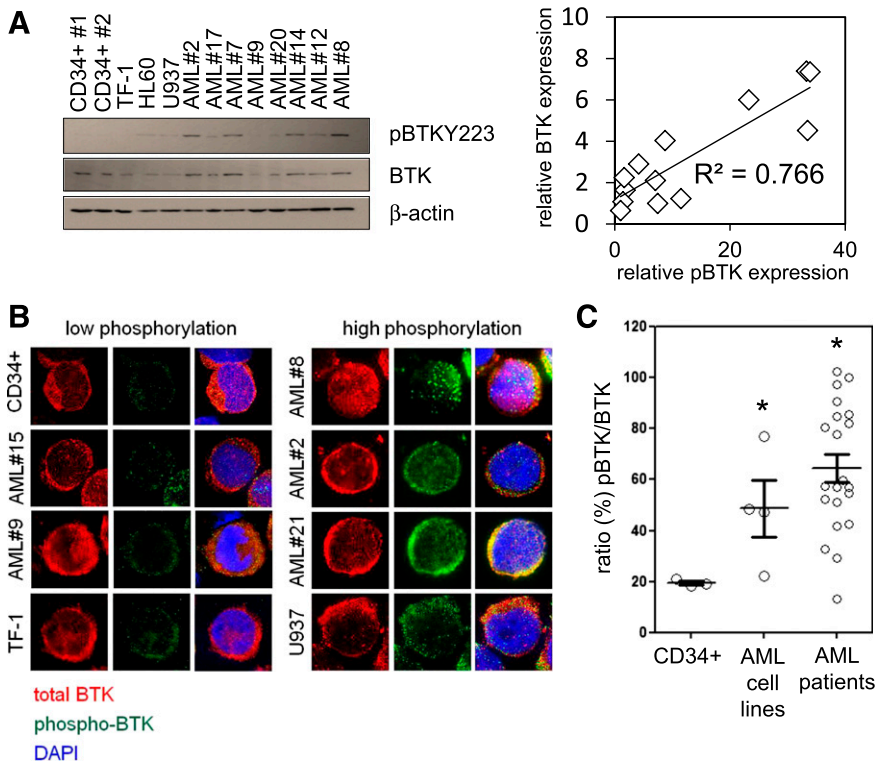 A
CD34+ #1
CD34+ #2
TF-1
HL60
U937
AML#2
AML#17
AML#7
AML#9
AML#20
AML#14
AML#12
AML#8
pBTKY223
BTK
β-actin
relative BTK expression
10
8
6
4
2
0
R² = 0.766
0 20 40
relative pBTK expression
B
low phosphorylation
high phosphorylation
CD34+
AML#15
AML#9
TF-1
AML#8
AML#2
AML#21
U937
total BTK
phospho-BTK
DAPI
C
ratio (%) pBTK/BTK
120
100
80
60
40
20
0
*
*
CD34+
AML
cell
lines
AML
patients